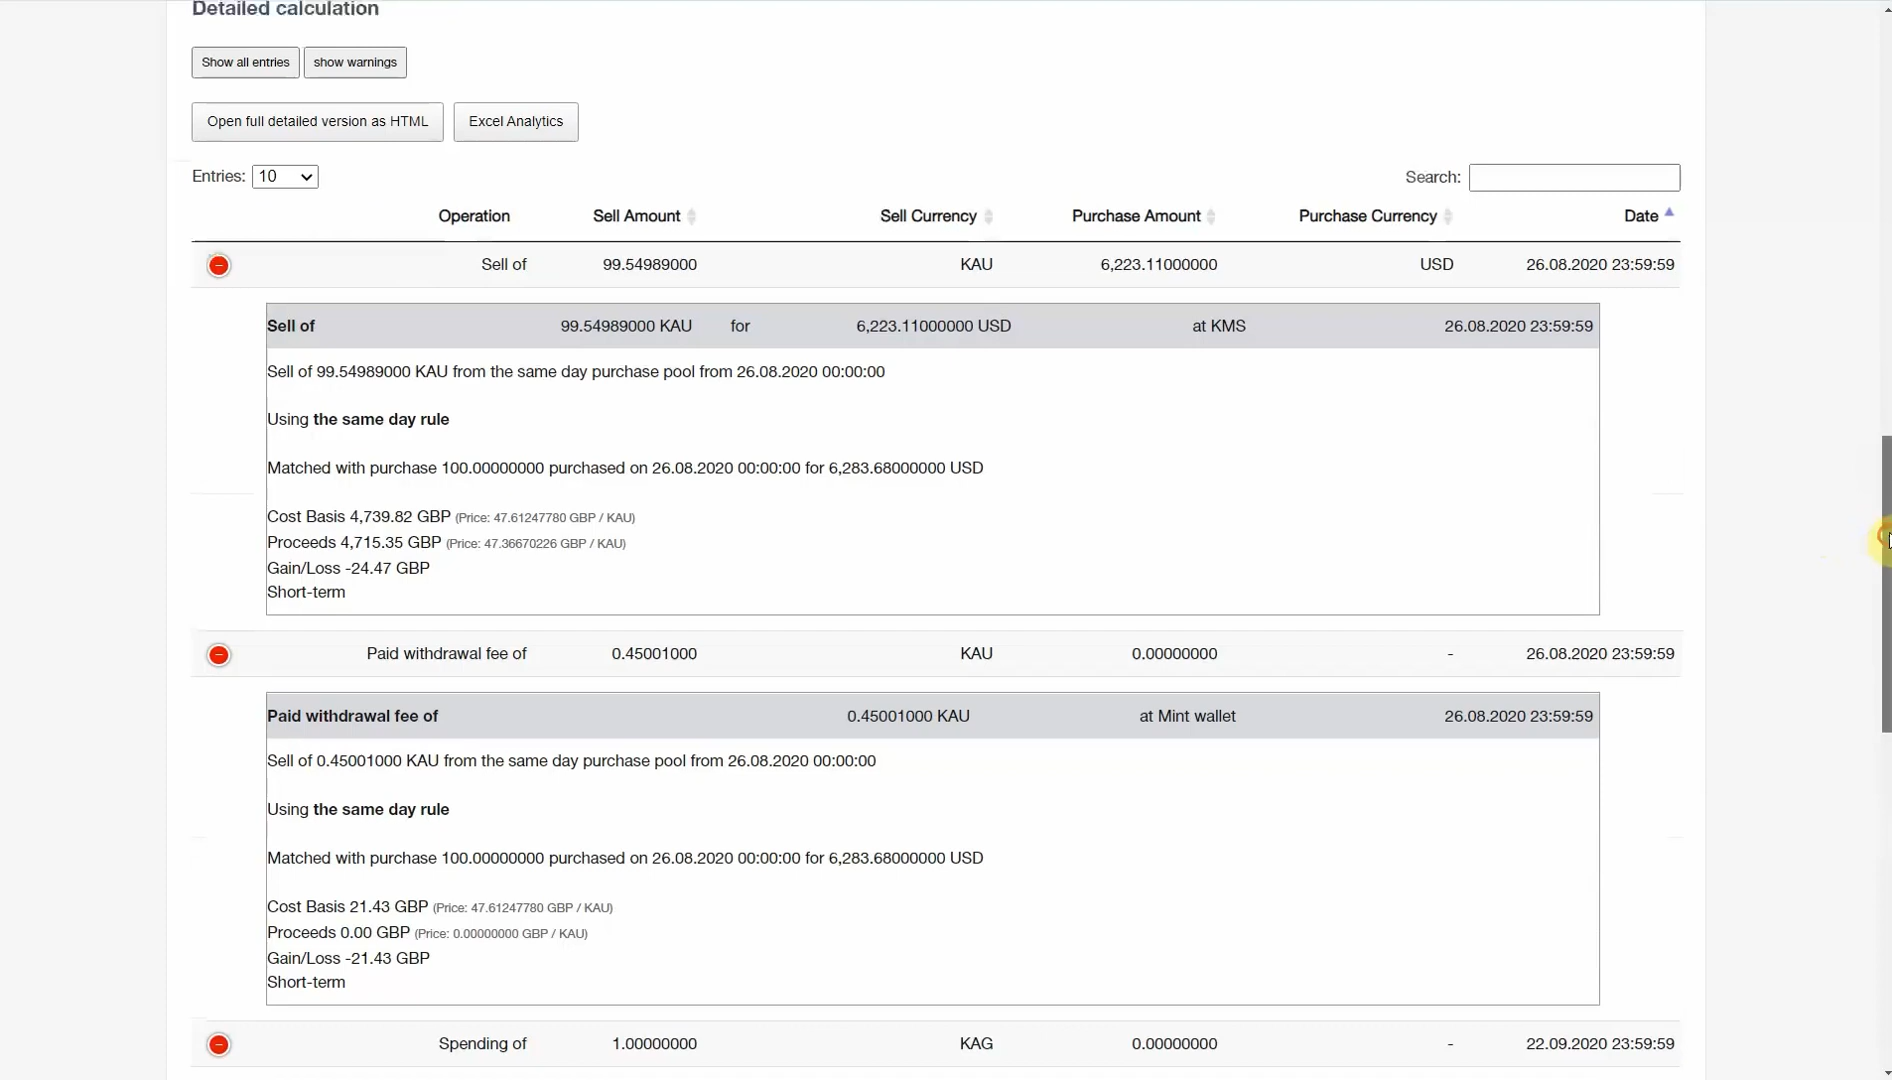 Detailed calculation
Show all entries show warnings
Open full detailed version as HTML Excel Analytics
Entries: 10 Search:
Operation Sell Amount Sell Currency Purchase Amount Purchase Currency Date
Sell of 99.54989000 KAU 6,223.11000000 USD 26.08.2020 23:59:59
Sell of 99.54989000 KAU for 6,223.11000000 USD at KMS 26.08.2020 23:59:59
Sell of 99.54989000 KAU from the same day purchase pool from 26.08.2020 00:00:00
Using the same day rule
Matched with purchase 100.00000000 purchased on 26.08.2020 00:00:00 for 6,283.68000000 USD
Cost Basis 4,739.82 GBP (Price: 47.61247780 GBP / KAU)
Proceeds 4,715.35 GBP (Price: 47.36670226 GBP / KAU)
Gain/Loss -24.47 GBP
Short-term
Paid withdrawal fee of 0.45001000 KAU 0.00000000 - 26.08.2020 23:59:59
Paid withdrawal fee of 0.45001000 KAU at Mint wallet 26.08.2020 23:59:59
Sell of 0.45001000 KAU from the same day purchase pool from 26.08.2020 00:00:00
Using the same day rule
Matched with purchase 100.00000000 purchased on 26.08.2020 00:00:00 for 6,283.68000000 USD
Cost Basis 21.43 GBP (Price: 47.61247780 GBP / KAU)
Proceeds 0.00 GBP (Price: 0.00000000 GBP / KAU)
Gain/Loss -21.43 GBP
Short-term
Spending of 1.00000000 KAG 0.00000000 - 22.09.2020 23:59:59